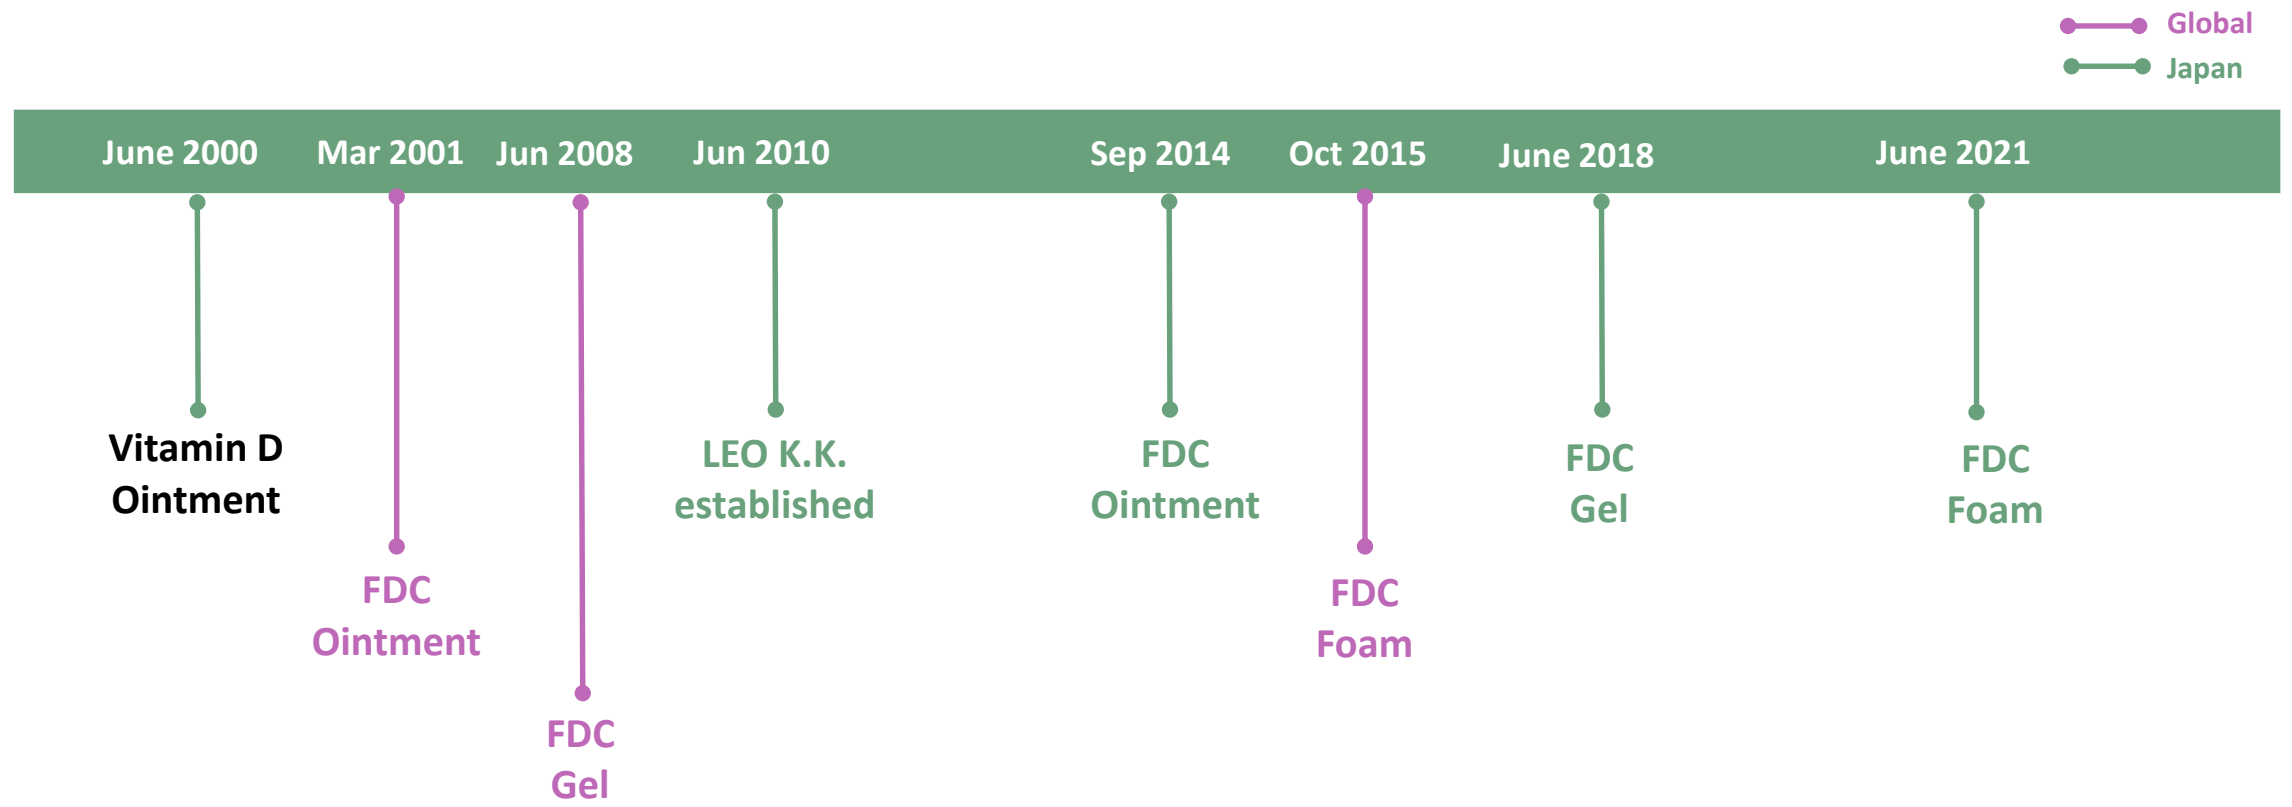 Global
Japan
June 2000
Mar 2001
Jun 2008
Jun 2010
Sep 2014
Oct 2015
June 2018
June 2021
Vitamin D
Ointment
FDC
Ointment
FDC
Gel
LEO K.K.
established
FDC
Ointment
FDC
Foam
FDC
Gel
FDC
Foam